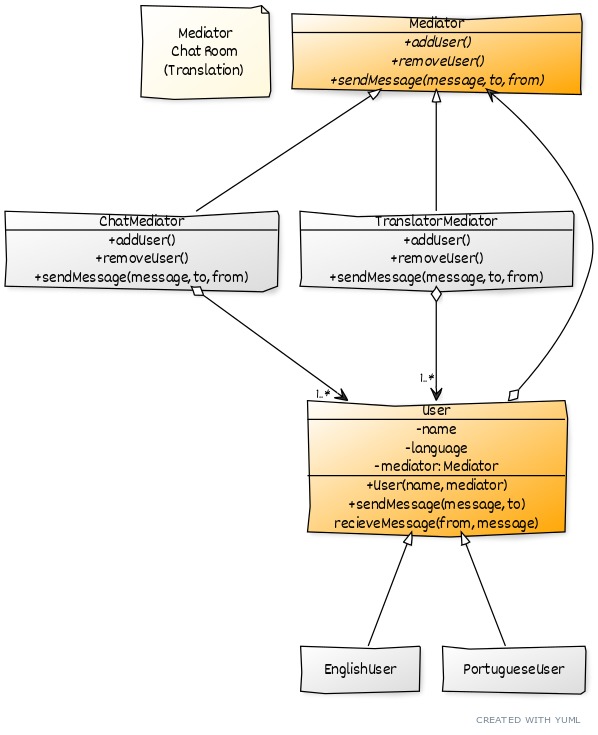 Mediator
Chat Room
(Translation)
Mediator
+addUser()
+removeUser()
+sendMessage(message, to, from)
ChatMediator
+addUser()
+removeUser()
+sendMessage(message, to, from)
TranslatorMediator
+addUser()
+removeUser()
+sendMessage(message, to, from)
1..*
1..*
User
-name
-language
-mediator: Mediator
+User(name, mediator)
+sendMessage(message, to)
recieveMessage(from, message)
EnglishUser
PortugueseUser
CREATED WITH YUML